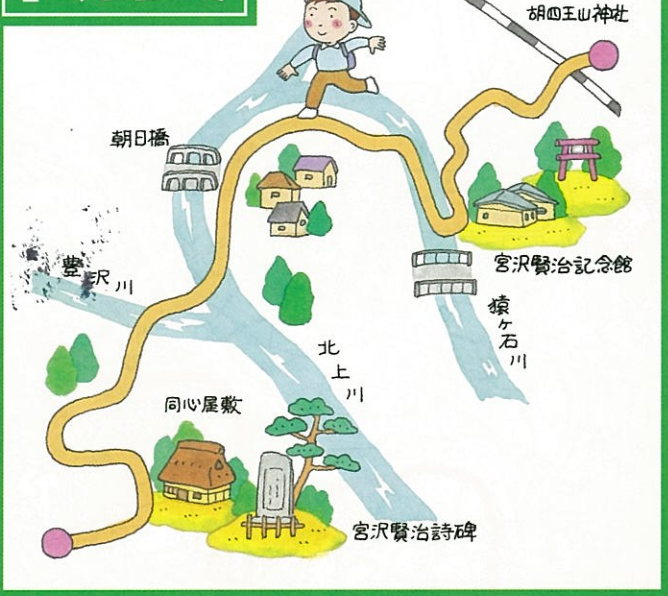 胡四王山神社
朝日橋
宮沢賢治記念館
豊沢川
猿ヶ石川
北上川
同心屋敷
宮沢賢治詩碑